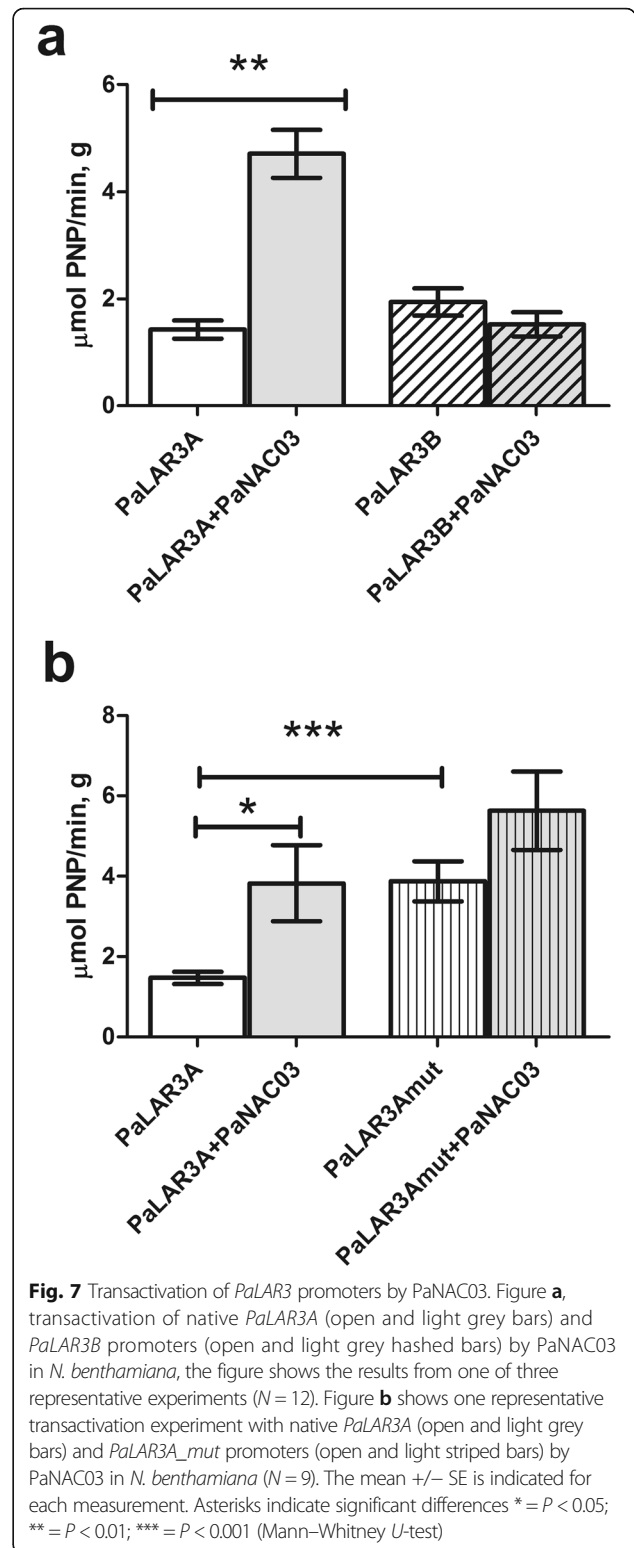 a
**
6
4
2
0
μmol PNP/min, g
PaLAR3A
PaLAR3A+PaNAC03
PaLAR3B
PaLAR3B+PaNAC03
b
***
*
8
6
4
2
0
μmol PNP/min, g
PaLAR3A
PaLAR3A+PaNAC03
PaLAR3Amut
PaLAR3Amut+PaNAC03
Fig. 7 Transactivation of PaLAR3 promoters by PaNAC03. Figure a,
transactivation of native PaLAR3A (open and light grey bars) and
PaLAR3B promoters (open and light grey hashed bars) by PaNAC03
in N. benthamiana, the figure shows the results from one of three
representative experiments (N = 12). Figure b shows one representative
transactivation experiment with native PaLAR3A (open and light grey
bars) and PaLAR3A_mut promoters (open and light striped bars) by
PaNAC03 in N. benthamiana (N = 9). The mean +/− SE is indicated for
each measurement. Asterisks indicate significant differences * = P < 0.05;
** = P < 0.01; *** = P < 0.001 (Mann–Whitney U-test)